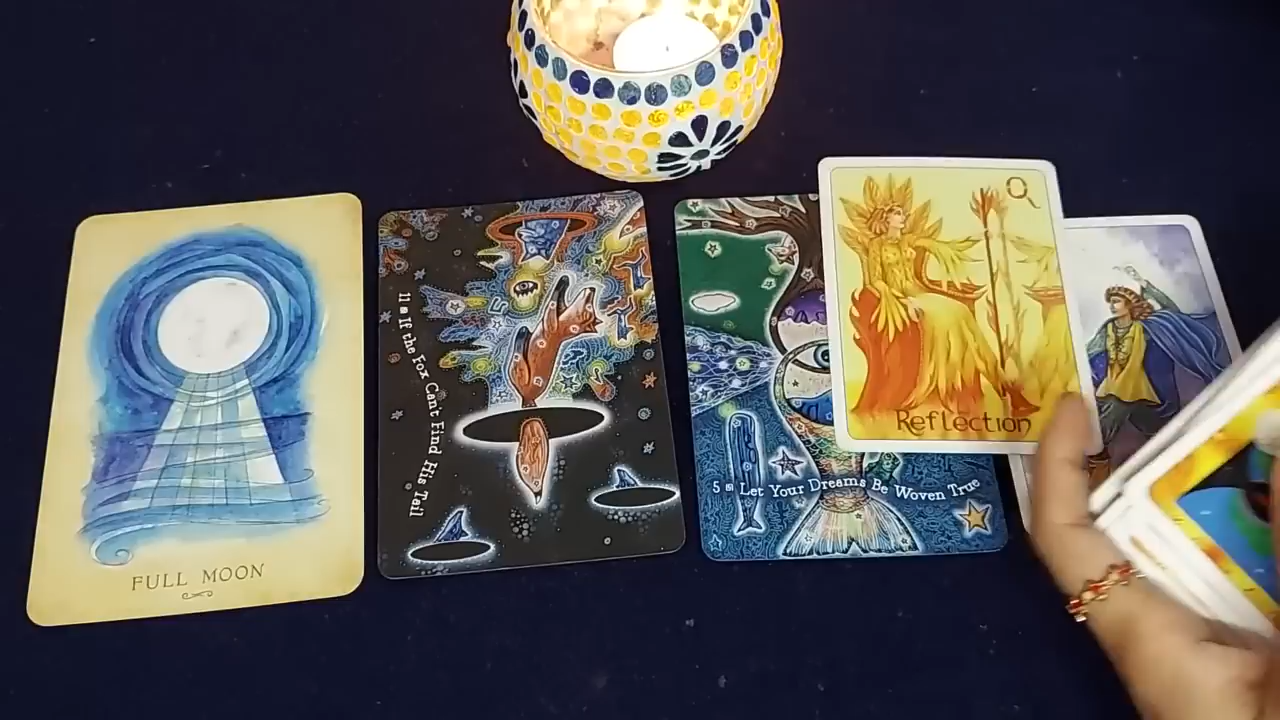 FULL MOON
11 If the Fox Can't Find His Tail
5 Let Your Dreams Be Woven True
Q
Reflection